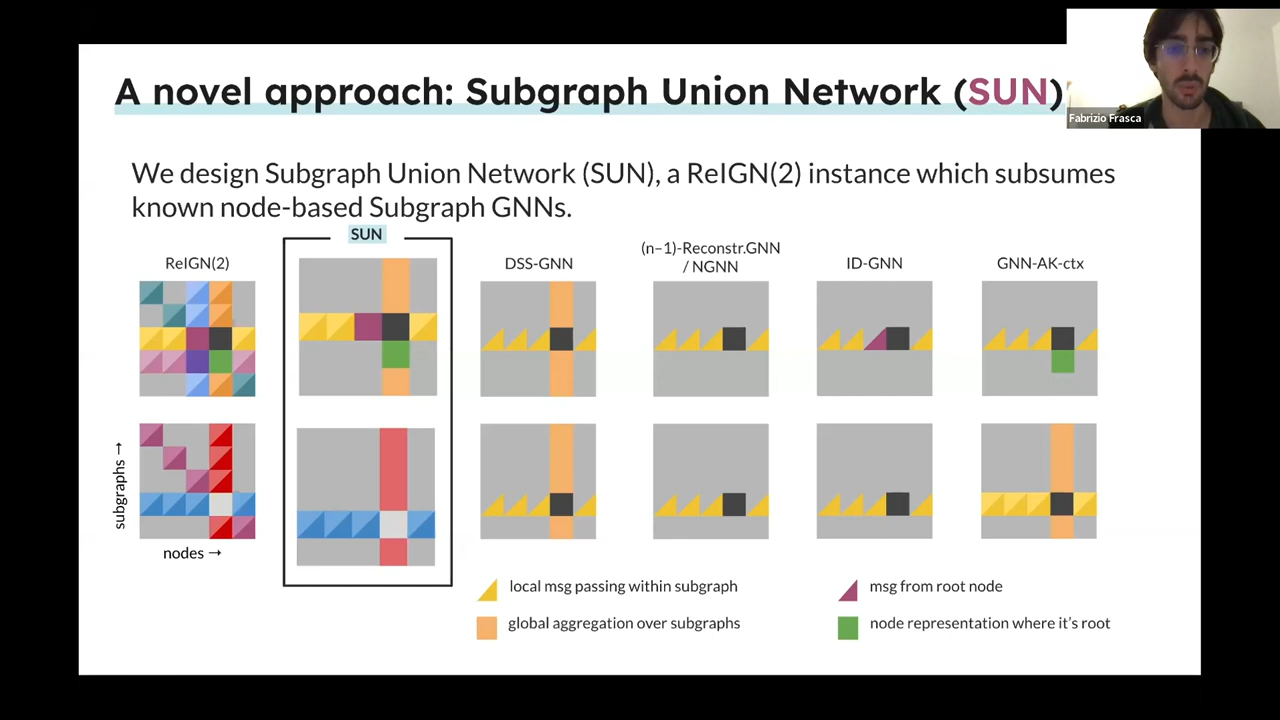 A novel approach: Subgraph Union Network (SUN)
Fabrizio Frasca
We design Subgraph Union Network (SUN), a ReIGN(2) instance which subsumes
known node-based Subgraph GNNs.
SUN
ReIGN(2)
DSS-GNN
(n−1)-Reconstr.GNN
/ NGNN
ID-GNN
GNN-AK-ctx
subgraphs →
nodes →
local msg passing within subgraph
msg from root node
global aggregation over subgraphs
node representation where it's root